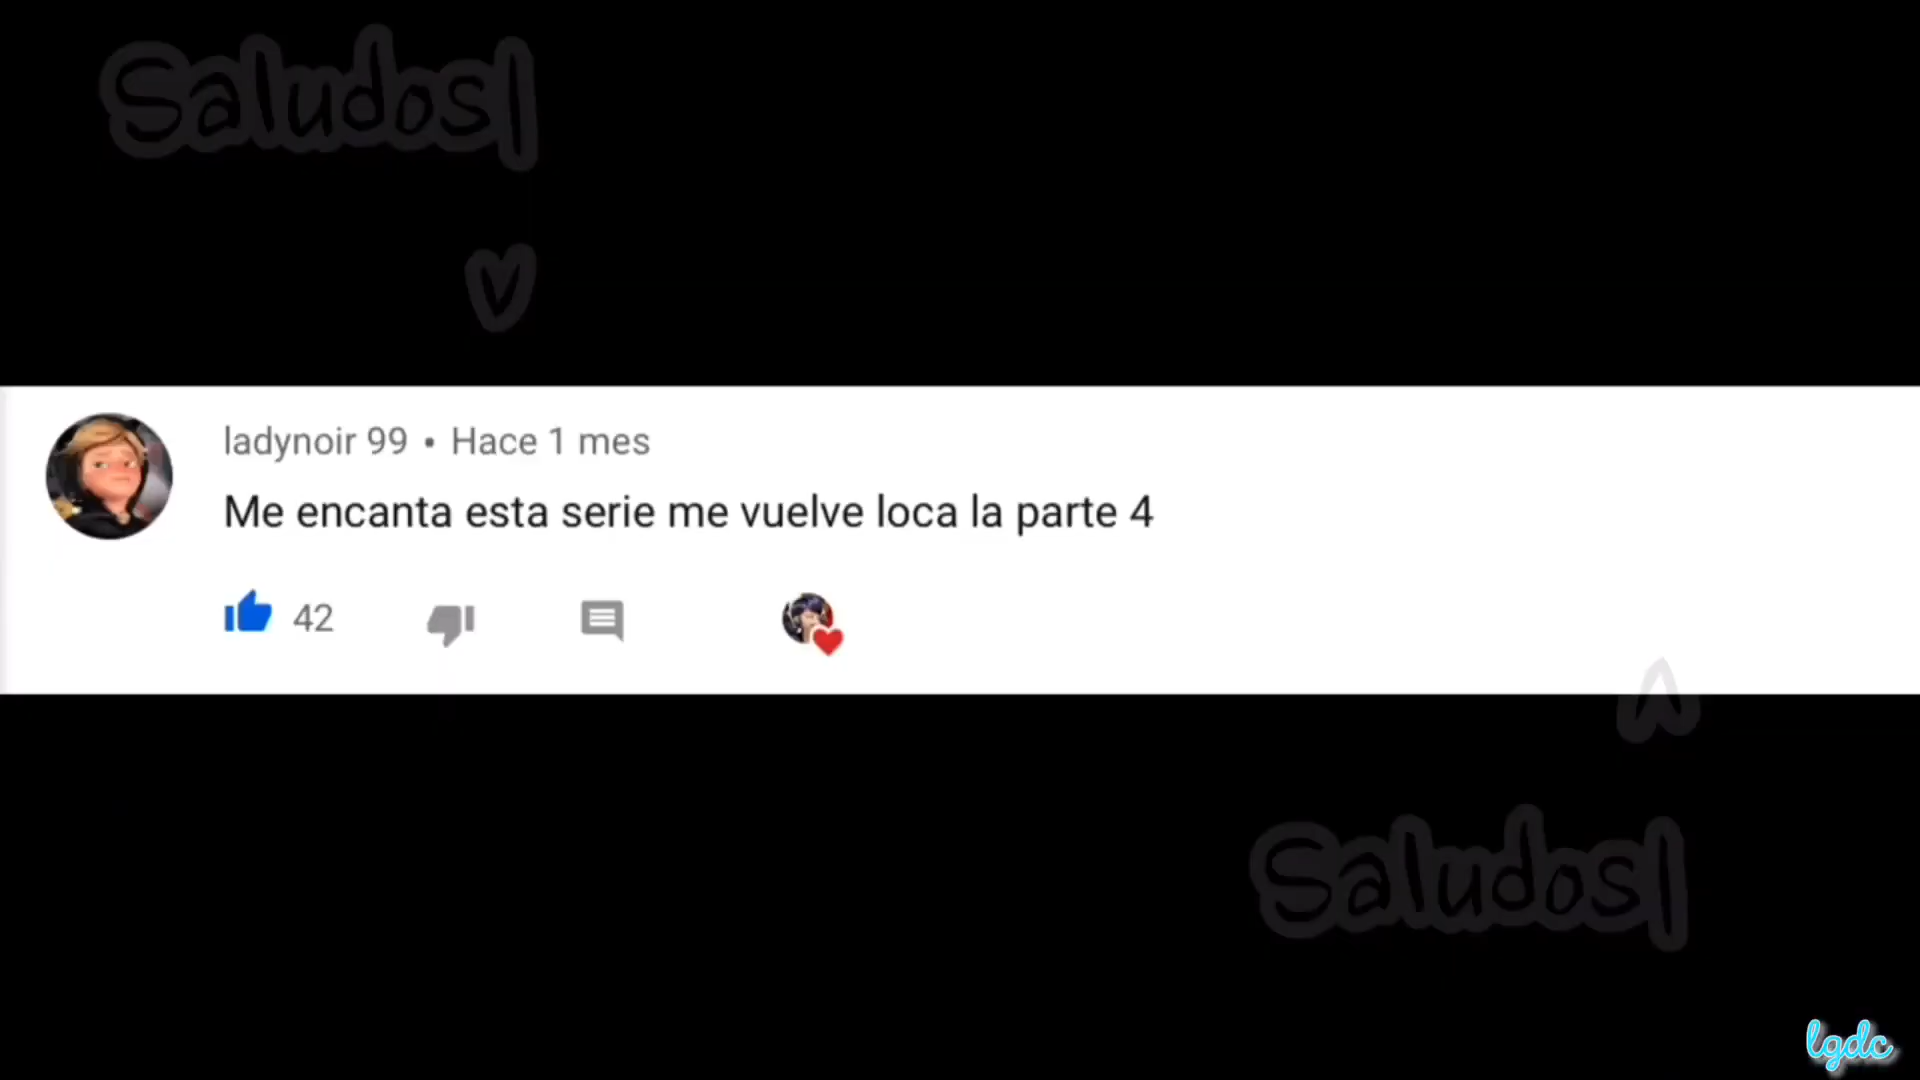 Saludos|
ladynoir 99 • Hace 1 mes
Me encanta esta serie me vuelve loca la parte 4
42
Saludos|
lgdc